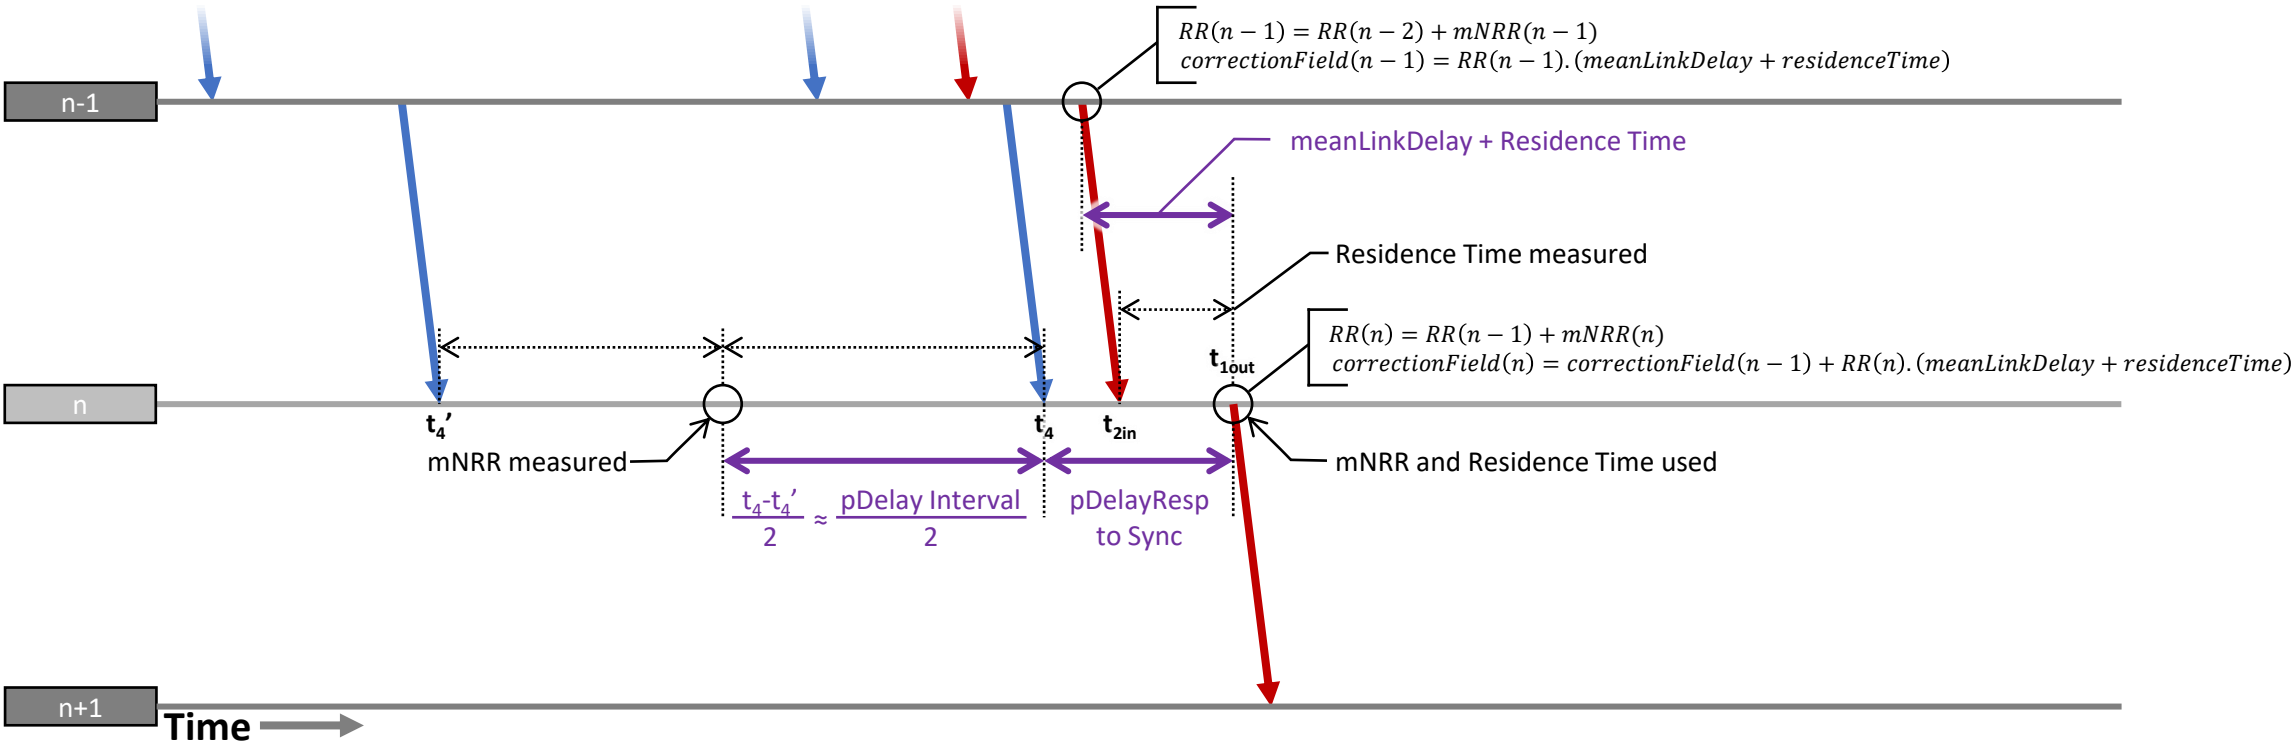 RR(n − 1) = RR(n − 2) + mNRR(n − 1)
correctionField(n − 1) = RR(n − 1).(meanLinkDelay + residenceTime)
n-1
meanLinkDelay + Residence Time
Residence Time measured
RR(n) = RR(n − 1) + mNRR(n)
correctionField(n) = correctionField(n − 1) + RR(n).(meanLinkDelay + residenceTime)
t1out
n
t4’
t4
t2in
mNRR measured
mNRR and Residence Time used
t4-t4’
2
≈
pDelay Interval
2
pDelayResp
to Sync
n+1
Time